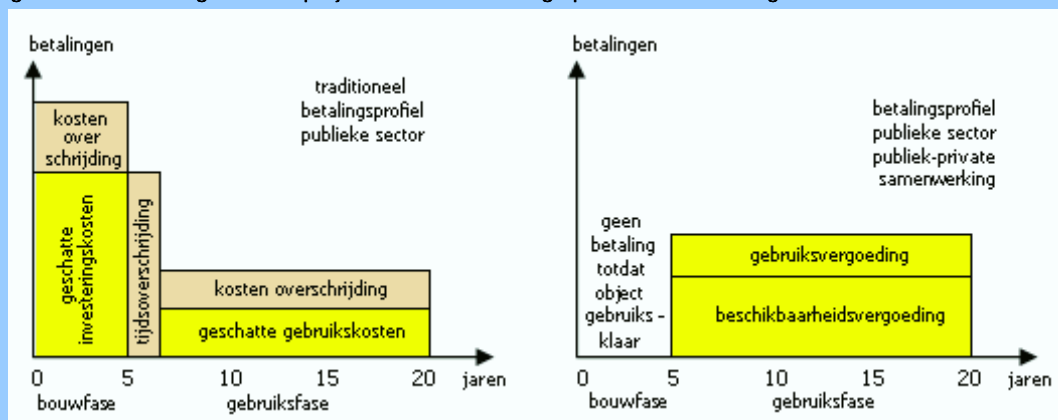 betalingen
traditioneel
betalingsprofiel
publieke sector
kosten
over
schrijding
geschatte
investeringskosten
tijdsoverschrijding
kosten overschrijding
geschatte gebruikskosten
0 5 10 15 20 jaren
bouwfase gebruiksfase
betalingen
betalingsprofiel
publieke sector
publiek-private
samenwerking
geen
betaling
totdat
object
gebruiks -
klaar
gebruiksvergoeding
beschikbaarheidsvergoeding
0 5 10 15 20 jaren
bouwfase gebruiksfase